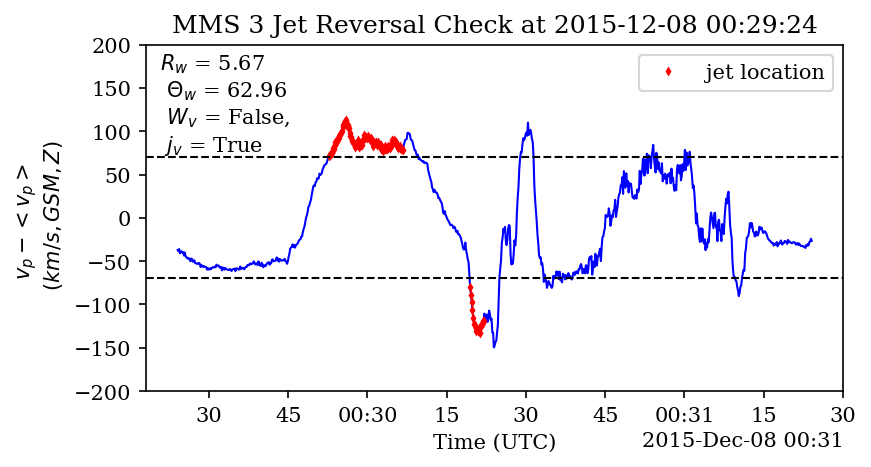 MMS 3 Jet Reversal Check at 2015-12-08 00:29:24
R_w = 5.67
Θ_w = 62.96
W_v = False,
j_v = True
jet location
v_p − < v_p >
(km/s, GSM, Z)
200
150
100
50
0
−50
−100
−150
−200
30 45 00:30 15 30 45 00:31 15 30
Time (UTC)
2015-Dec-08 00:31